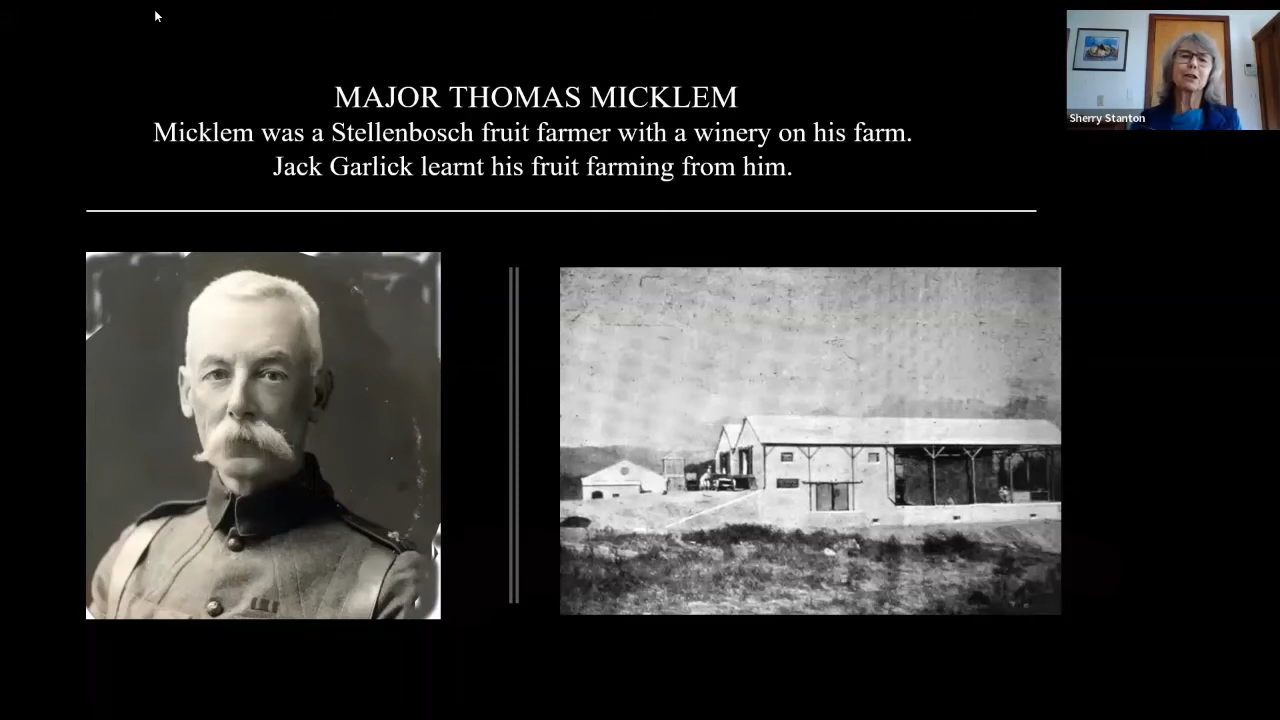 MAJOR THOMAS MICKLEM
Micklem was a Stellenbosch fruit farmer with a winery on his farm.
Jack Garlick learnt his fruit farming from him.
Sherry Stanton